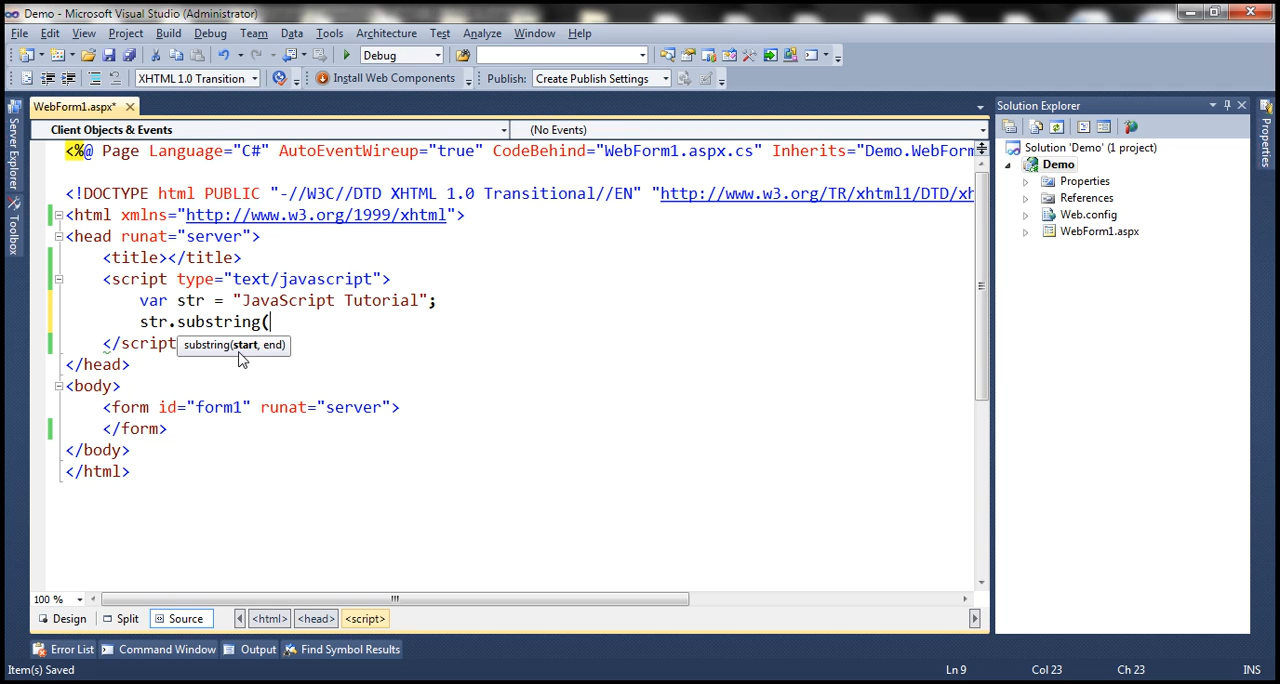 Demo - Microsoft Visual Studio (Administrator)
File Edit View Project Build Debug Team Data Tools Architecture Test Analyze Window Help
Debug
XHTML 1.0 Transition Install Web Components Publish: Create Publish Settings
WebForm1.aspx*
Client Objects & Events (No Events)
<%@ Page Language="C#" AutoEventWireup="true" CodeBehind="WebForm1.aspx.cs" Inherits="Demo.WebForm
<!DOCTYPE html PUBLIC "-//W3C//DTD XHTML 1.0 Transitional//EN" "http://www.w3.org/TR/xhtml1/DTD/xh
<html xmlns="http://www.w3.org/1999/xhtml">
<head runat="server">
<title></title>
<script type="text/javascript">
var str = "JavaScript Tutorial";
str.substring(
</script
substring(start, end)
</head>
<body>
<form id="form1" runat="server">
</form>
</body>
</html>
100 %
Design Split Source <html> <head> <script>
Error List Command Window Output Find Symbol Results
Item(s) Saved Ln 9 Col 23 Ch 23 INS
Server Explorer
Toolbox
Solution Explorer
Solution 'Demo' (1 project)
Demo
Properties
References
Web.config
WebForm1.aspx
Properties